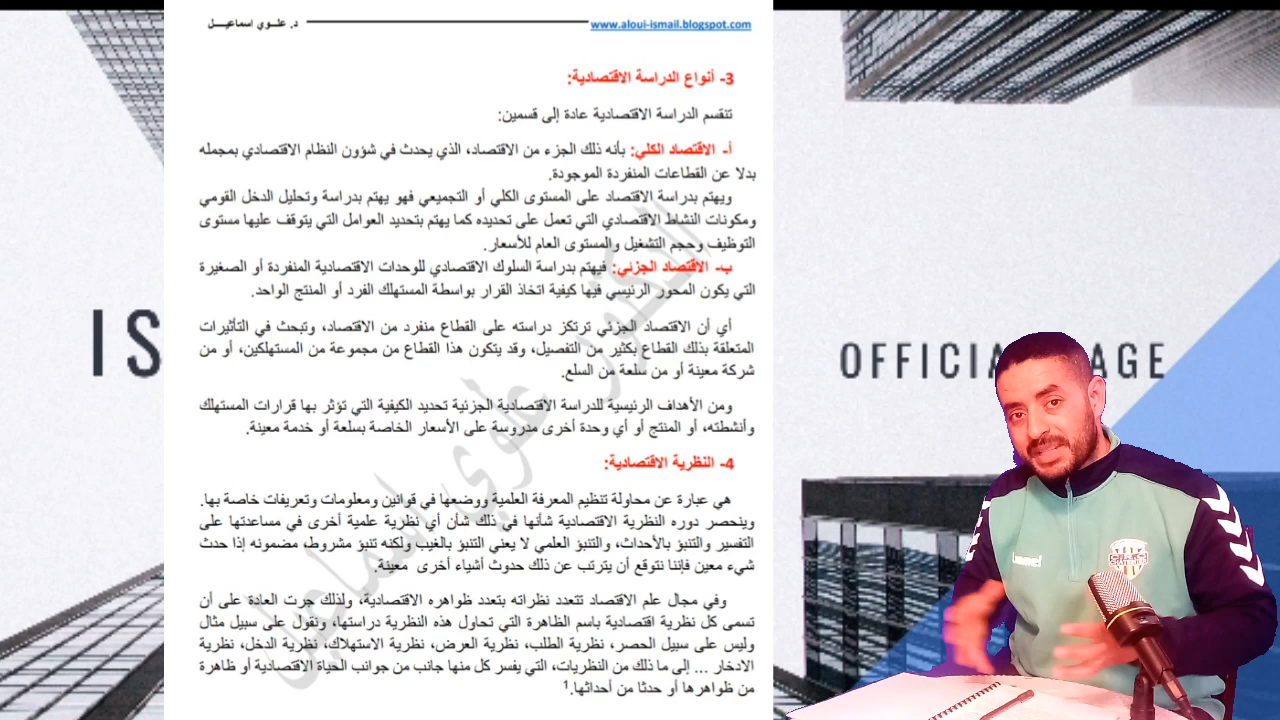 د. علـوي اسماعيـــل
www.aloui-ismail.blogspot.com
3- أنواع الدراسة الاقتصادية:
تنقسم الدراسة الاقتصادية عادة إلى قسمين:
أ- الاقتصاد الكلي: بأنه ذلك الجزء من الاقتصاد، الذي يحدث في شؤون النظام الاقتصادي بمجمله
بدلا عن القطاعات المنفردة الموجودة.
ويهتم بدراسة الاقتصاد على المستوى الكلي أو التجميعي فهو يهتم بدراسة وتحليل الدخل القومي
ومكونات النشاط الاقتصادي التي تعمل على تحديده كما يهتم بتحديد العوامل التي يتوقف عليها مستوى
التوظيف وحجم التشغيل والمستوى العام للأسعار.
ب- الاقتصاد الجزئي: فيهتم بدراسة السلوك الاقتصادي للوحدات الاقتصادية المنفردة أو الصغيرة
التي يكون المحور الرئيسي فيها كيفية اتخاذ القرار بواسطة المستهلك الفرد أو المنتج الواحد.
أي أن الاقتصاد الجزئي ترتكز دراسته على القطاع منفرد من الاقتصاد، وتبحث في التأثيرات
المتعلقة بذلك القطاع بكثير من التفصيل، وقد يتكون هذا القطاع من مجموعة من المستهلكين، أو من
شركة معينة أو من سلعة من السلع.
ومن الأهداف الرئيسية للدراسة الاقتصادية الجزئية تحديد الكيفية التي تؤثر بها قرارات المستهلك
وأنشطته، أو المنتج أو أي وحدة أخرى مدروسة على الأسعار الخاصة بسلعة أو خدمة معينة.
4- النظرية الاقتصادية:
هي عبارة عن محاولة تنظيم المعرفة العلمية ووضعها في قوانين ومعلومات وتعريفات خاصة بها.
وينحصر دوره النظرية الاقتصادية شأنها في ذلك شأن أي نظرية علمية أخرى في مساعدتها على
التفسير والتنبؤ بالأحداث، والتنبؤ العلمي لا يعني التنبؤ بالغيب ولكنه تنبؤ مشروط، مضمونه إذا حدث
شيء معين فإننا نتوقع أن يترتب عن ذلك حدوث أشياء أخرى معينة.
وفي مجال علم الاقتصاد تتعدد نظراته بتعدد ظواهره الاقتصادية، ولذلك جرت العادة على أن
تسمى كل نظرية اقتصادية باسم الظاهرة التي تحاول هذه النظرية دراستها، ونقول على سبيل مثال
وليس على سبيل الحصر، نظرية الطلب، نظرية العرض، نظرية الاستهلاك، نظرية الدخل، نظرية
الادخار ... إلى ما ذلك من النظريات، التي يفسر كل منها جانب من جوانب الحياة الاقتصادية أو ظاهرة
من ظواهرها أو حدثا من أحداثها.1
الدكتور علوي اسماعيل
IS
OFFICIA AGE
hummel